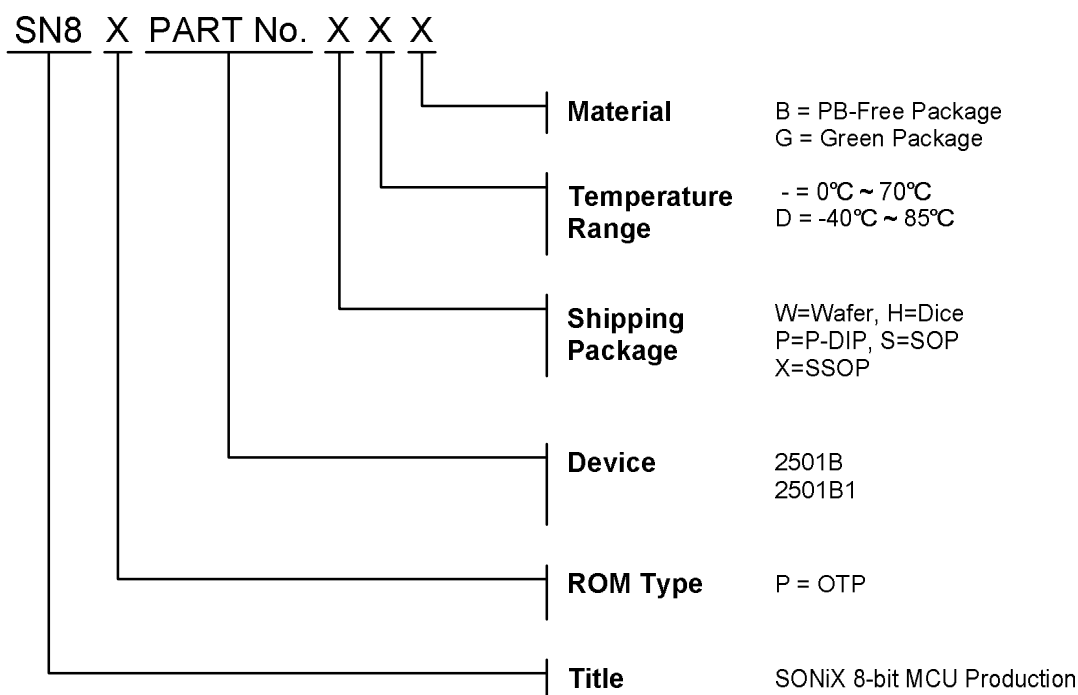 SN8 X PART No. X X X
Material B = PB-Free Package
G = Green Package
Temperature - = 0℃ ~ 70℃
Range D = -40℃ ~ 85℃
Shipping W=Wafer, H=Dice
Package P=P-DIP, S=SOP
X=SSOP
Device 2501B
2501B1
ROM Type P = OTP
Title SONiX 8-bit MCU Production